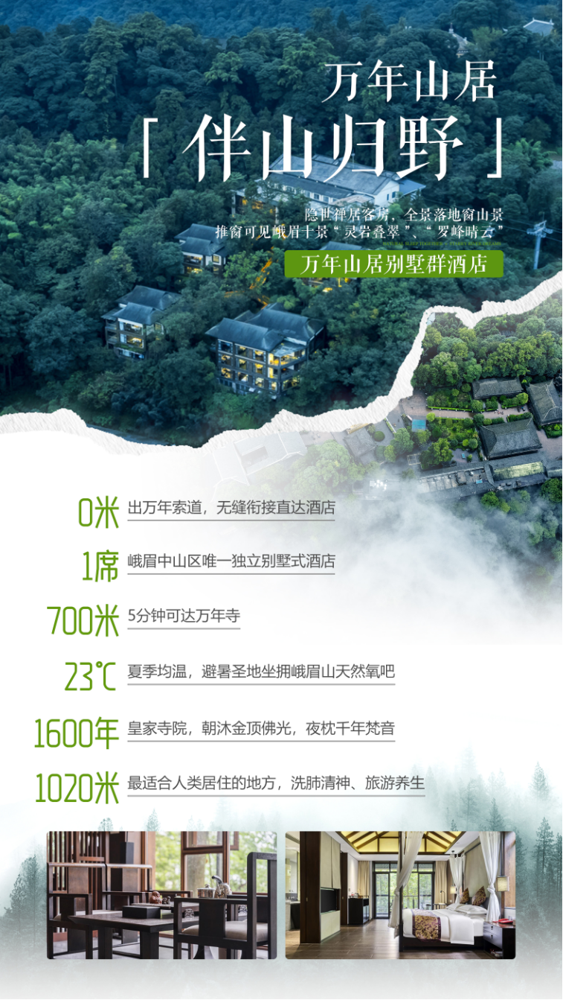 万年山居
「伴山归野」
隐世禅居客房，全景落地窗山景
推窗可见峨眉十景“灵岩叠翠”、“罗峰晴云”
万年山居别墅群酒店
0米 出万年索道，无缝衔接直达酒店
1席 峨眉中山区唯一独立别墅式酒店
700米 5分钟可达万年寺
23℃ 夏季均温，避暑圣地坐拥峨眉山天然氧吧
1600年 皇家寺院，朝沐金顶佛光，夜枕千年梵音
1020米 最适合人类居住的地方，洗肺清神、旅游养生